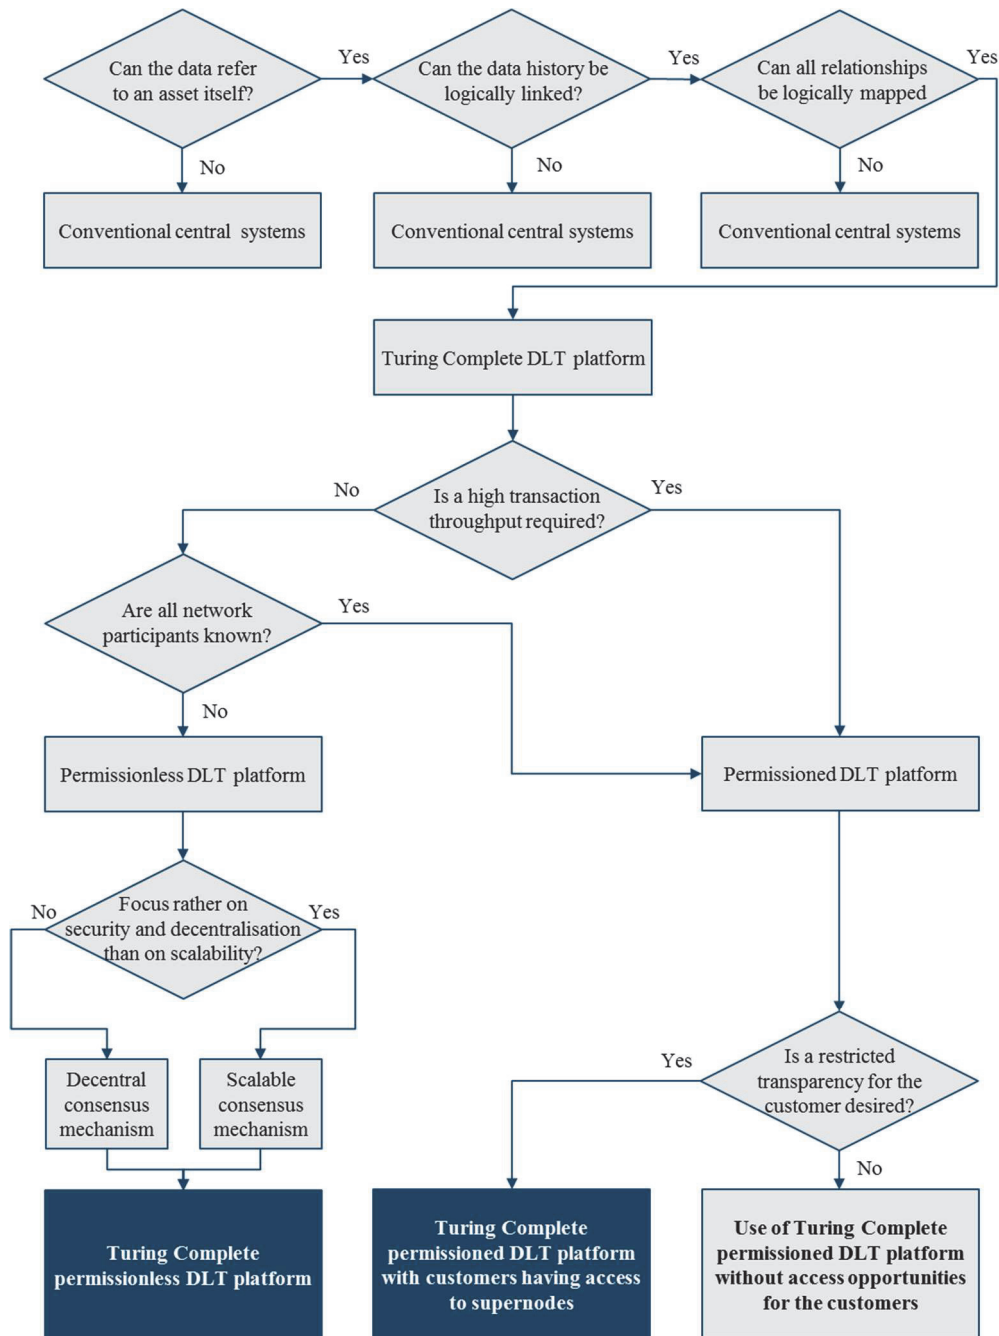 Can the data refer
to an asset itself?
Yes
Can the data history be
logically linked?
Yes
Can all relationships
be logically mapped
Yes
No
No
No
Conventional central systems
Conventional central systems
Conventional central systems
Turing Complete DLT platform
Is a high transaction
throughput required?
No
Yes
Are all network
participants known?
Yes
No
Permissionless DLT platform
Permissioned DLT platform
Focus rather on
security and decentralisation
than on scalability?
No
Yes
Decentral
consensus
mechanism
Scalable
consensus
mechanism
Is a restricted
transparency for the
customer desired?
Yes
No
Turing Complete
permissionless DLT platform
Turing Complete
permissioned DLT platform
with customers having access
to supernodes
Use of Turing Complete
permissioned DLT platform
without access opportunities
for the customers